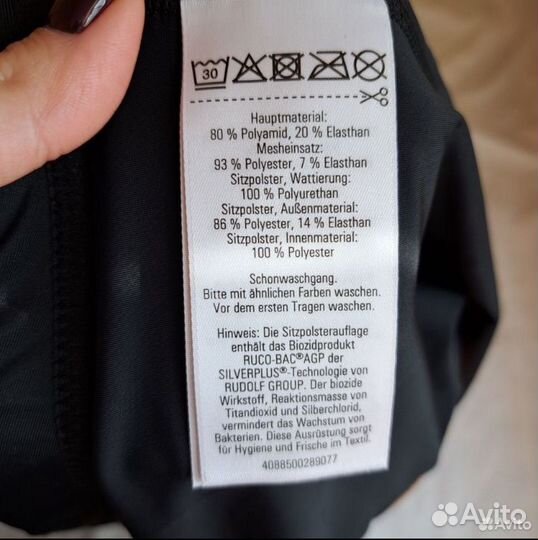 30
Hauptmaterial:
80 % Polyamid, 20 % Elasthan
Mesheinsatz:
93 % Polyester, 7 % Elasthan
Sitzpolster, Wattierung:
100 % Polyurethan
Sitzpolster, Außenmaterial:
86 % Polyester, 14 % Elasthan
Sitzpolster, Innenmaterial:
100 % Polyester
Schonwaschgang.
Bitte mit ähnlichen Farben waschen.
Vor dem ersten Tragen waschen.
Hinweis: Die Sitzpolsterauflage
enthält das Biozidprodukt
RUCO-BAC®AGP der
SILVERPLUS®-Technologie von
RUDOLF GROUP. Der biozide
Wirkstoff, Reaktionsmasse von
Titandioxid und Silberchlorid,
vermindert das Wachstum von
Bakterien. Diese Ausrüstung sorgt
für Hygiene und Frische im Textil.
4088500289077
Avito
Avito